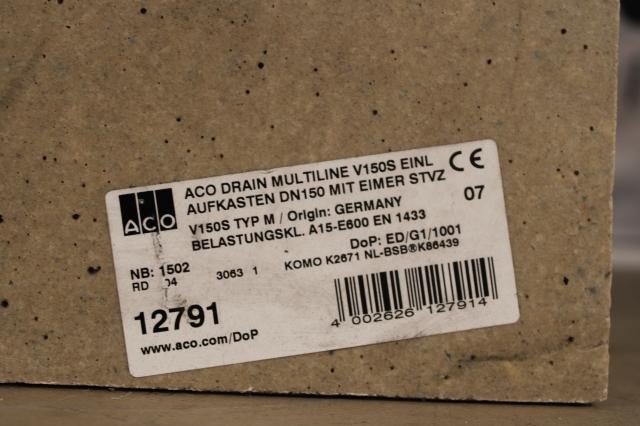 ACO
ACO DRAIN MULTILINE V150S EINL
AUFKASTEN DN150 MIT EIMER STVZ
V150S TYP M / Origin: GERMANY
07
BELASTUNGSKL. A15-E600 EN 1433
DoP: ED/G1/1001
KOMO K2671 NL-BSB®K86439
NB: 1502
RD 04
3063 1
12791
www.aco.com/DoP
4 002626 127914
CE